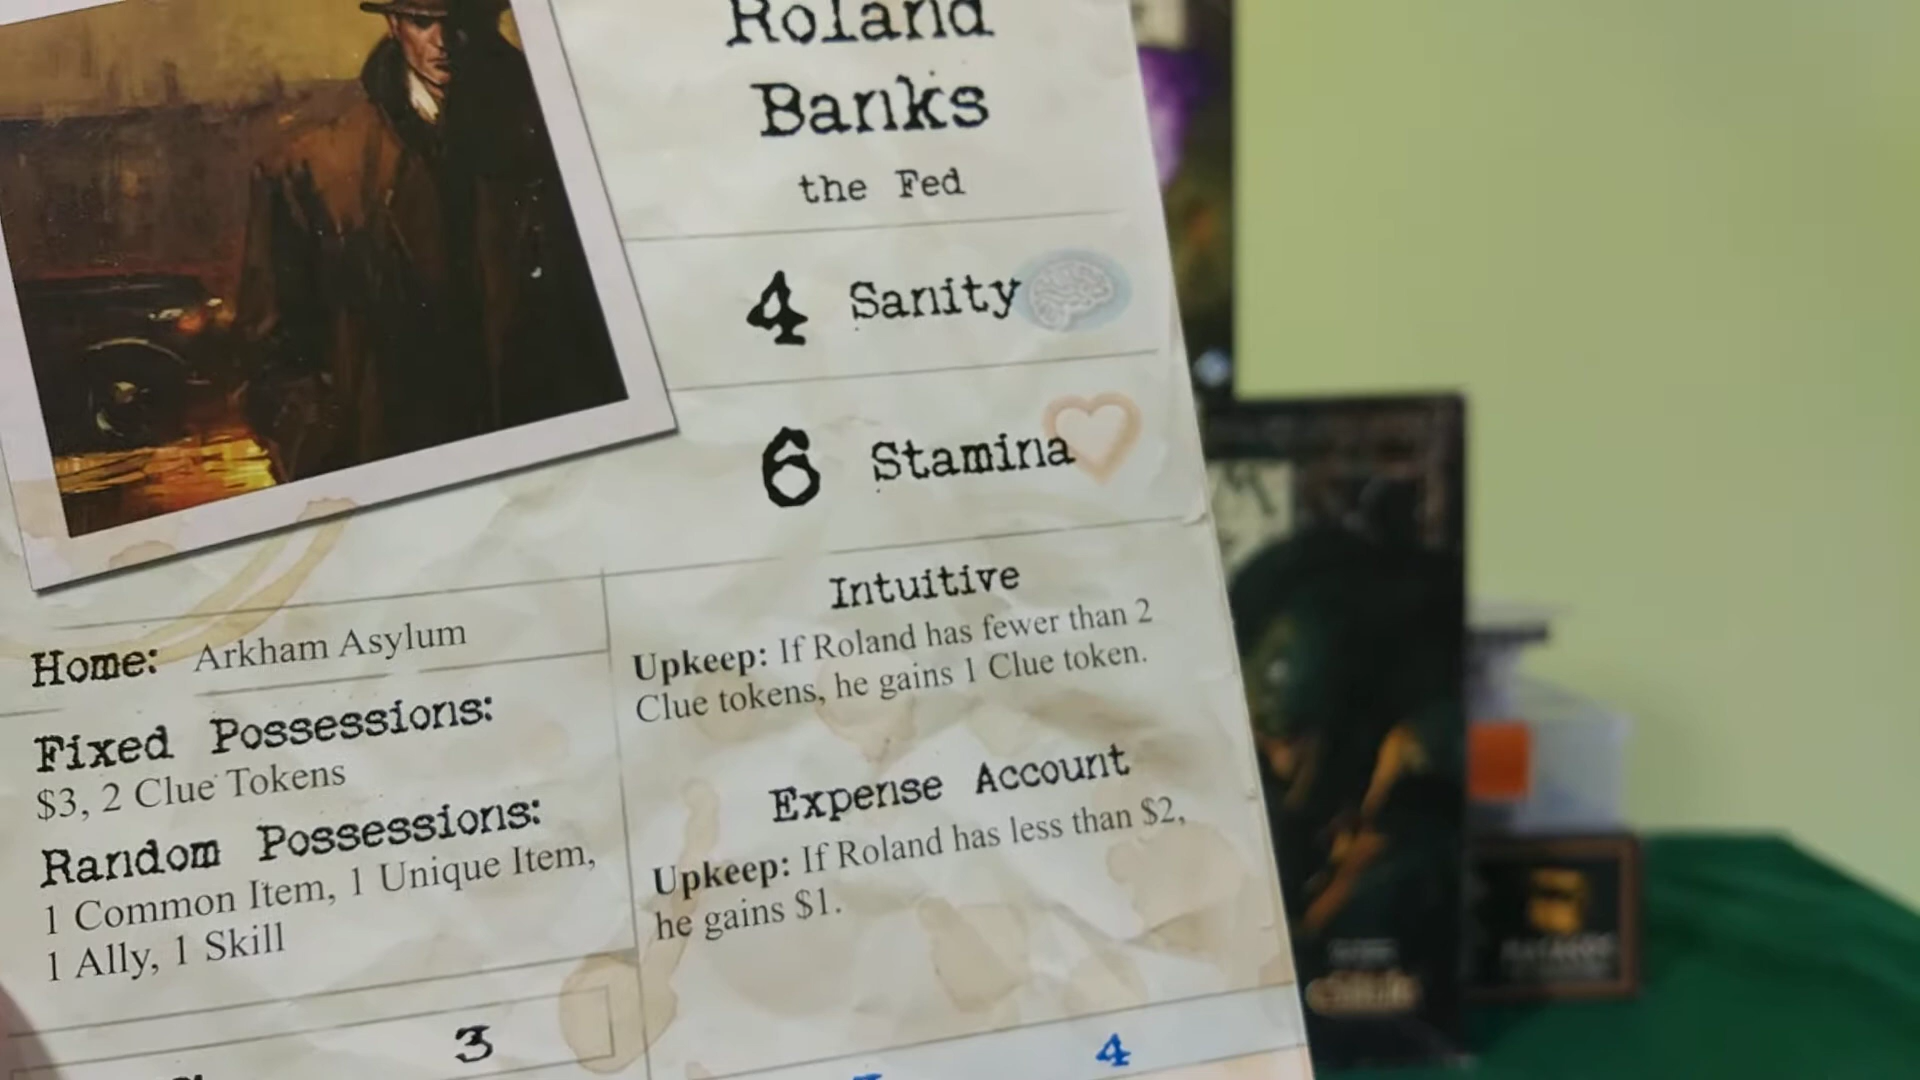 Roland
Banks
the Fed
4 Sanity
6 Stamina
Home: Arkham Asylum
Fixed Possessions:
$3, 2 Clue Tokens
Random Possessions:
1 Common Item, 1 Unique Item,
1 Ally, 1 Skill
Intuitive
Upkeep: If Roland has fewer than 2
Clue tokens, he gains 1 Clue token.
Expense Account
Upkeep: If Roland has less than $2,
he gains $1.
3
4